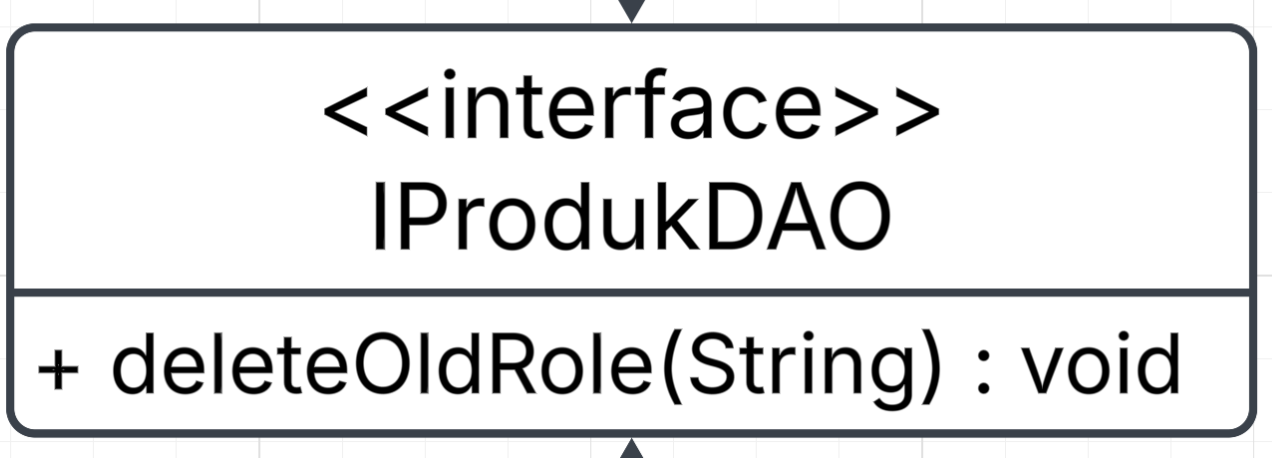 <<interface>>
IProdukDAO
+ deleteOldRole(String) : void